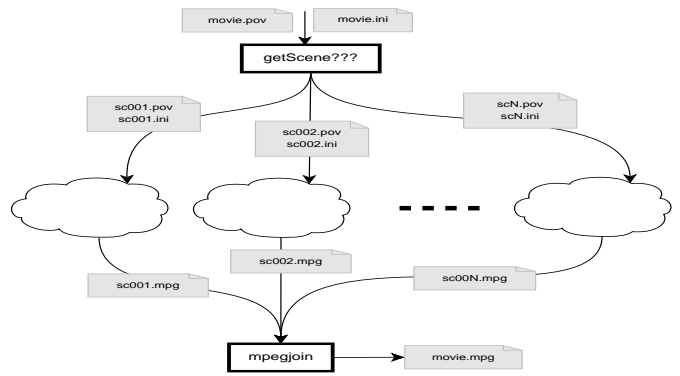 movie.pov
movie.ini
getScene???
sc001.pov
sc001.ini
sc002.pov
sc002.ini
scN.pov
scN.ini
sc001.mpg
sc002.mpg
sc00N.mpg
mpegjoin
movie.mpg